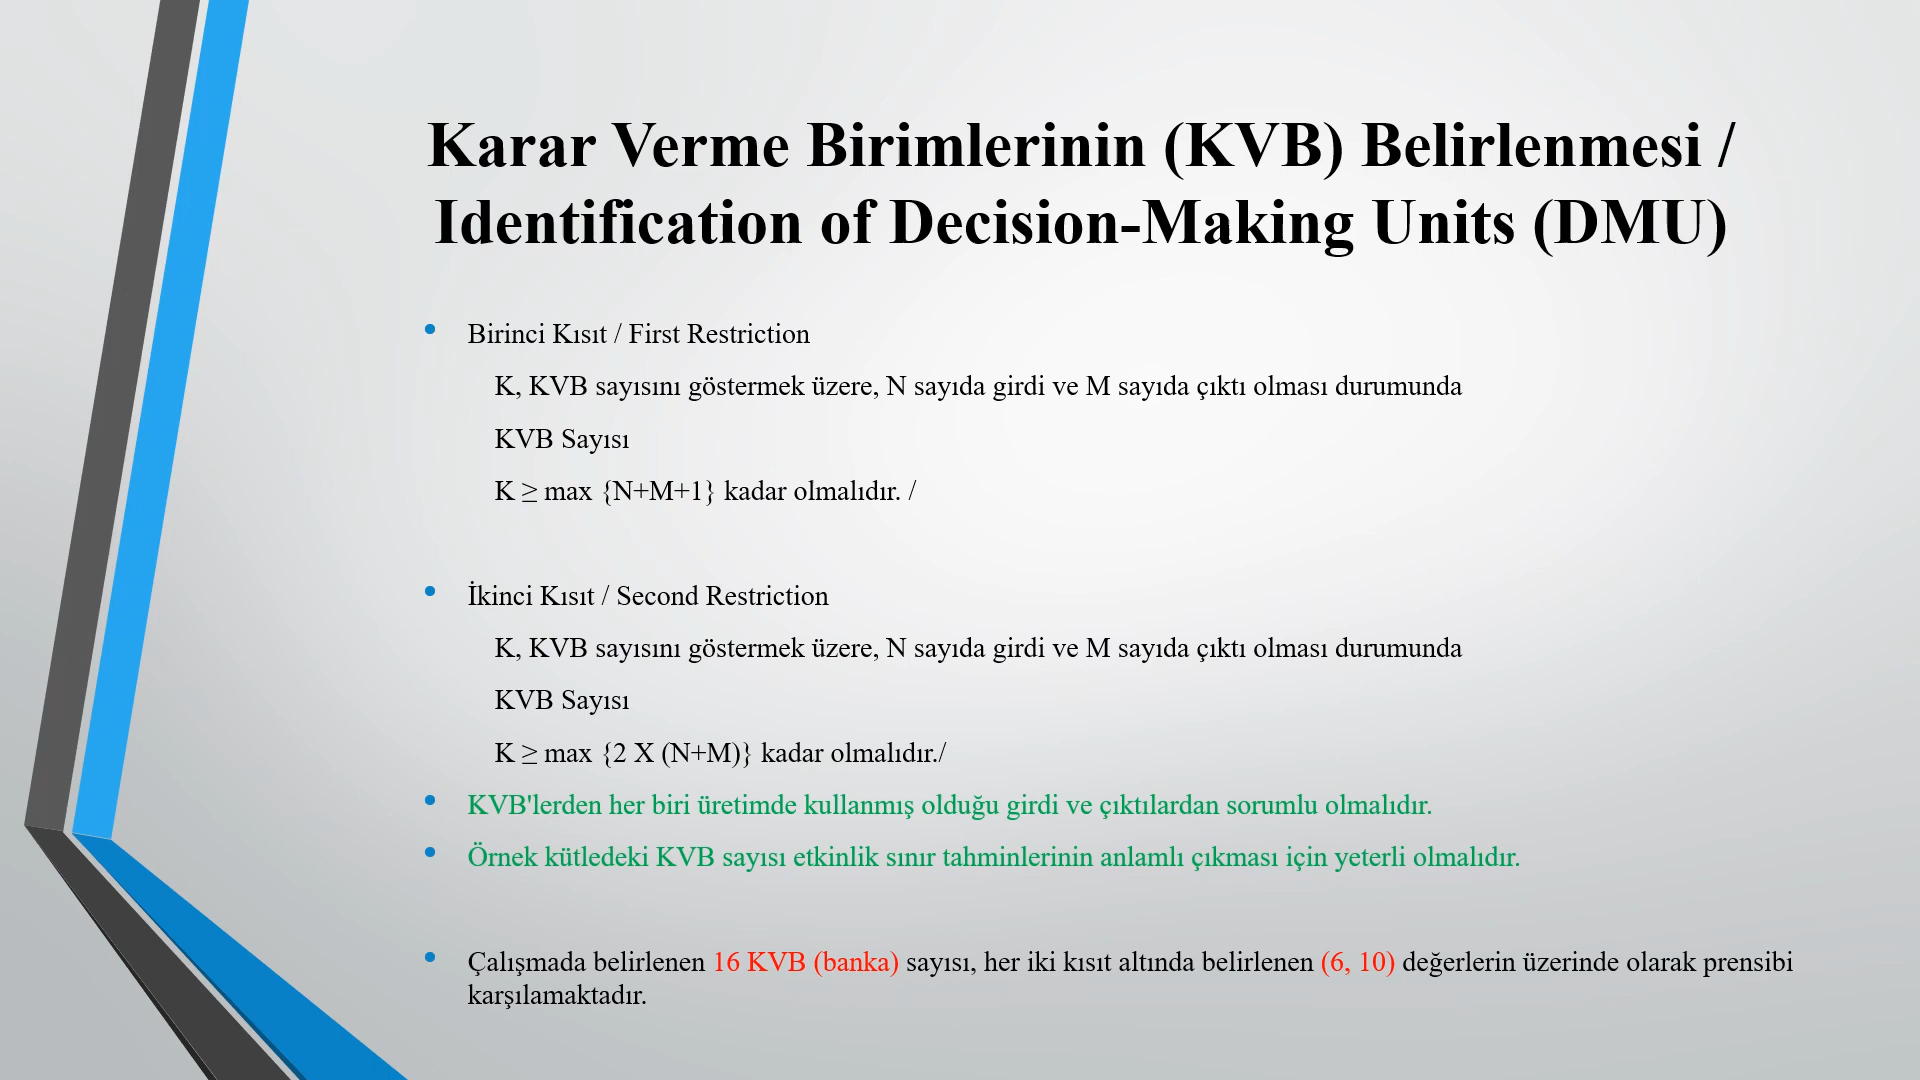 Karar Verme Birimlerinin (KVB) Belirlenmesi /
Identification of Decision-Making Units (DMU)
• Birinci Kısıt / First Restriction
K, KVB sayısını göstermek üzere, N sayıda girdi ve M sayıda çıktı olması durumunda
KVB Sayısı
K ≥ max {N+M+1} kadar olmalıdır. /
• İkinci Kısıt / Second Restriction
K, KVB sayısını göstermek üzere, N sayıda girdi ve M sayıda çıktı olması durumunda
KVB Sayısı
K ≥ max {2 X (N+M)} kadar olmalıdır./
• KVB'lerden her biri üretimde kullanmış olduğu girdi ve çıktılardan sorumlu olmalıdır.
• Örnek kütledeki KVB sayısı etkinlik sınır tahminlerinin anlamlı çıkması için yeterli olmalıdır.
• Çalışmada belirlenen 16 KVB (banka) sayısı, her iki kısıt altında belirlenen (6, 10) değerlerin üzerinde olarak prensibi
karşılamaktadır.